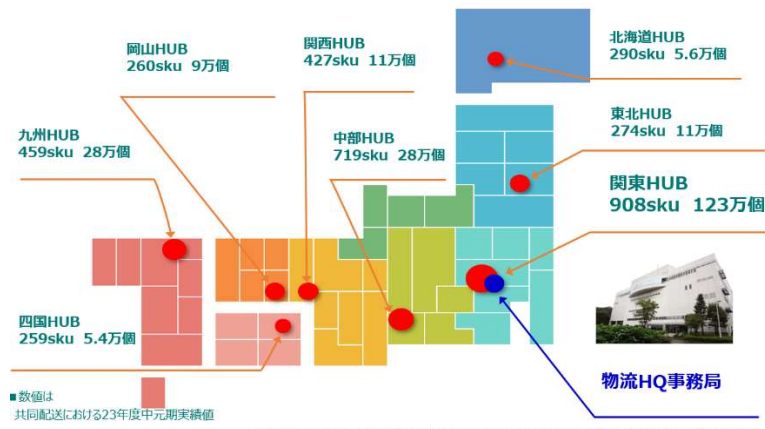 北海道HUB
290sku 5.6万個
岡山HUB
260sku 9万個
関西HUB
427sku 11万個
東北HUB
274sku 11万個
九州HUB
459sku 28万個
中部HUB
719sku 28万個
関東HUB
908sku 123万個
四国HUB
259sku 5.4万個
物流HQ事務局
■数値は
共同配送における23年度中元期実績値